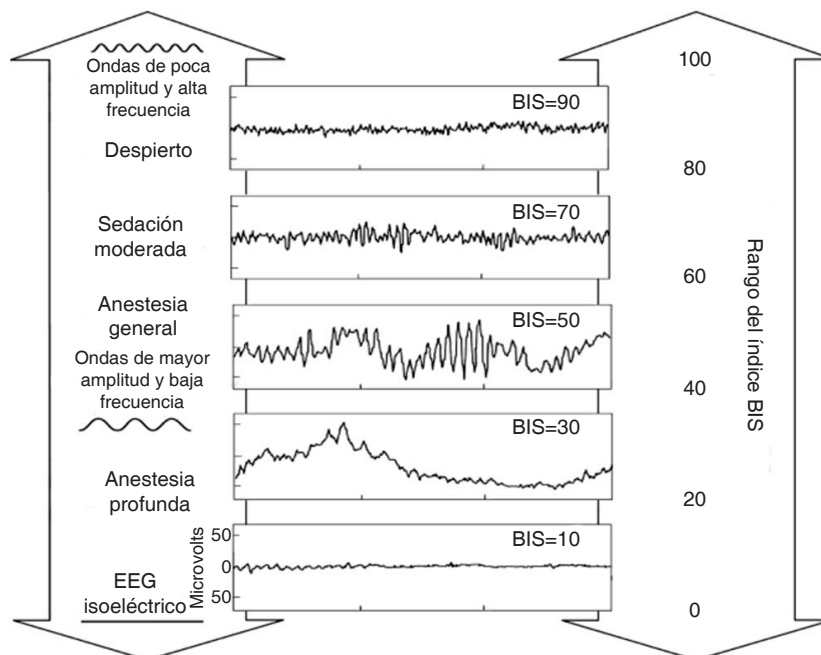 Ondas de poca
amplitud y alta
frecuencia
Despierto
Sedación
moderada
Anestesia
general
Ondas de mayor
amplitud y baja
frecuencia
Anestesia
profunda
EEG
isoeléctrico
BIS=90
BIS=70
BIS=50
BIS=30
BIS=10
Microvolts
50
0
50
100
80
60
40
20
0
Rango del índice BIS